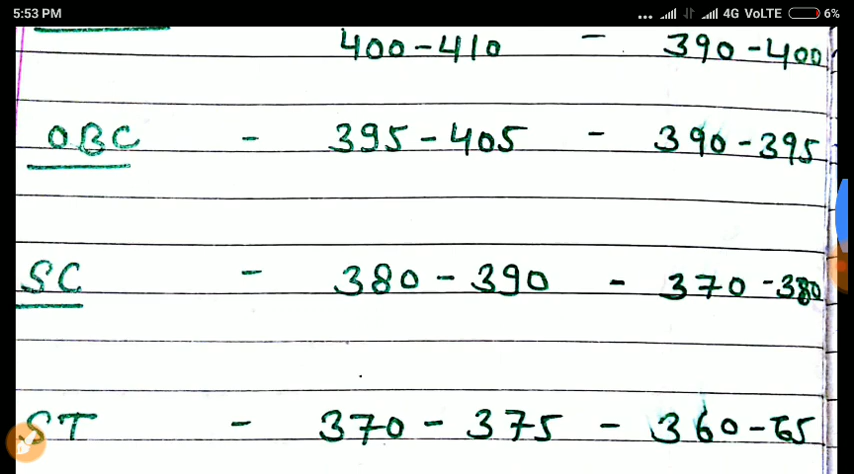 5:53 PM ... 4G VoLTE 6%
400-410 - 390-400
OBC - 395-405 - 390-395
SC - 380-390 - 370-380
ST - 370-375 - 360-65